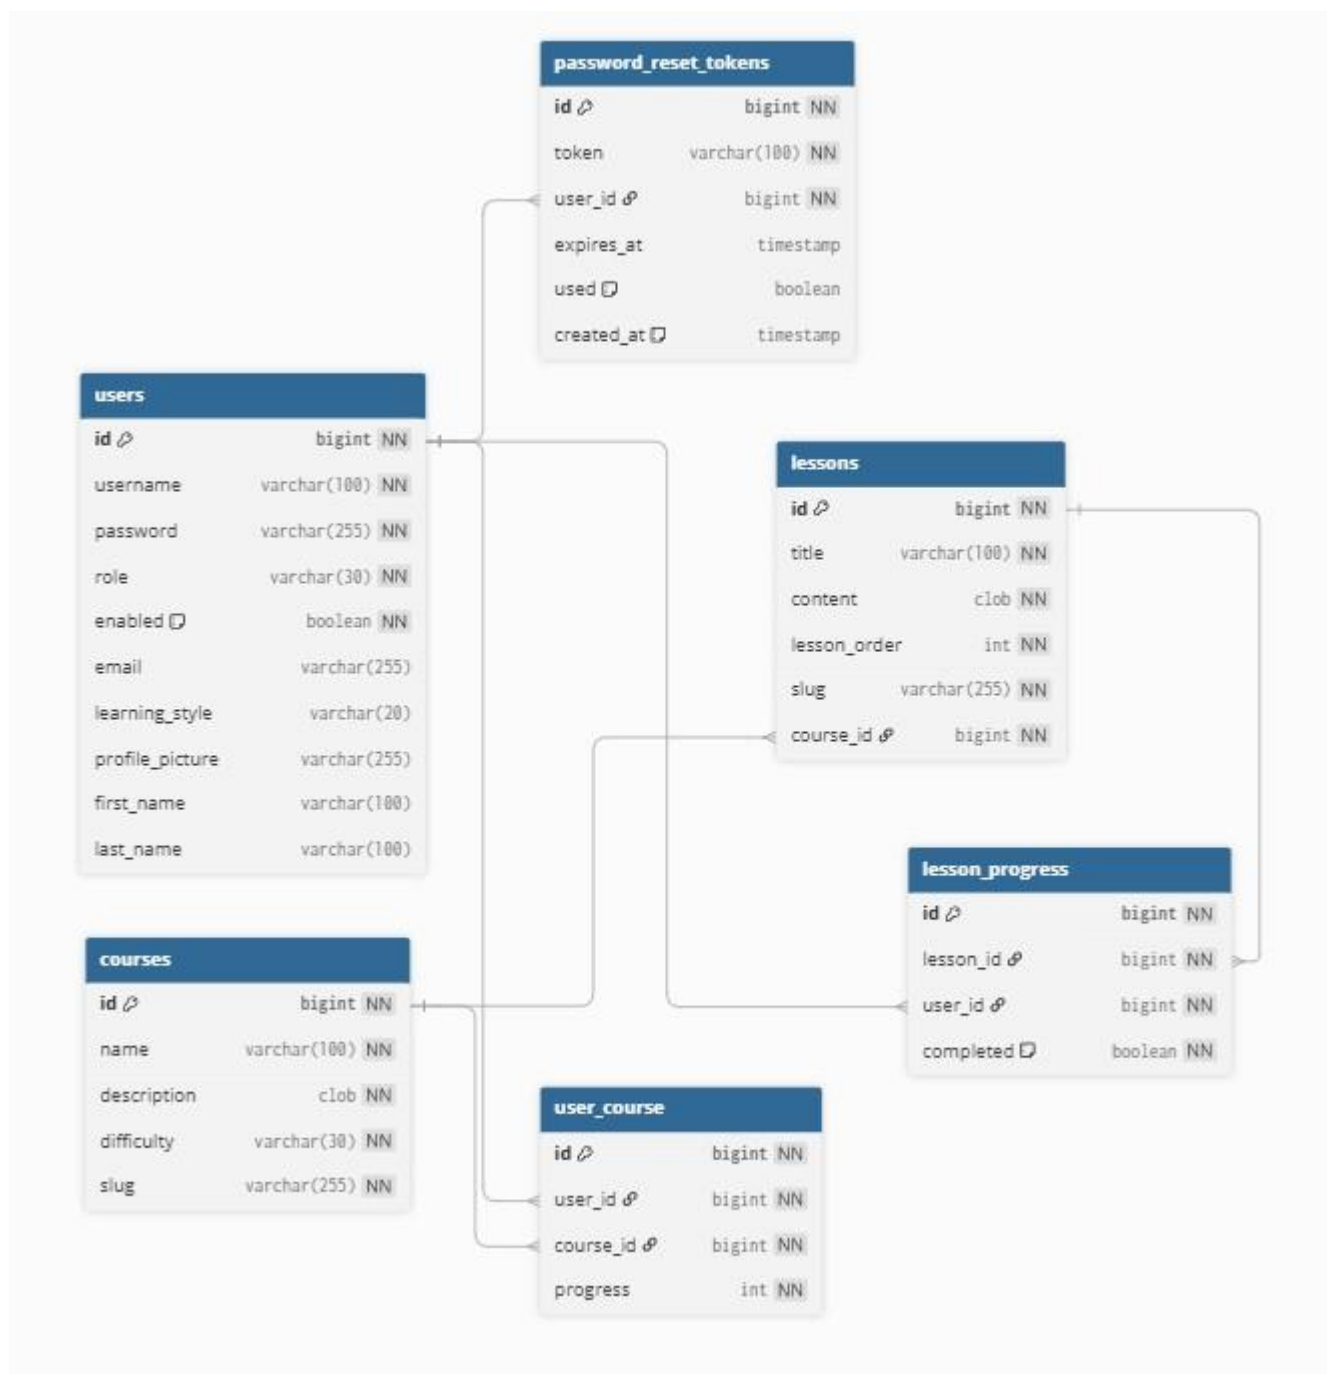 password_reset_tokens
id bigint NN
token varchar(100) NN
user_id bigint NN
expires_at timestamp
used boolean
created_at timestamp
users
id bigint NN
username varchar(100) NN
password varchar(255) NN
role varchar(30) NN
enabled boolean NN
email varchar(255)
learning_style varchar(20)
profile_picture varchar(255)
first_name varchar(100)
last_name varchar(100)
lessons
id bigint NN
title varchar(100) NN
content clob NN
lesson_order int NN
slug varchar(255) NN
course_id bigint NN
lesson_progress
id bigint NN
lesson_id bigint NN
user_id bigint NN
completed boolean NN
courses
id bigint NN
name varchar(100) NN
description clob NN
difficulty varchar(30) NN
slug varchar(255) NN
user_course
id bigint NN
user_id bigint NN
course_id bigint NN
progress int NN